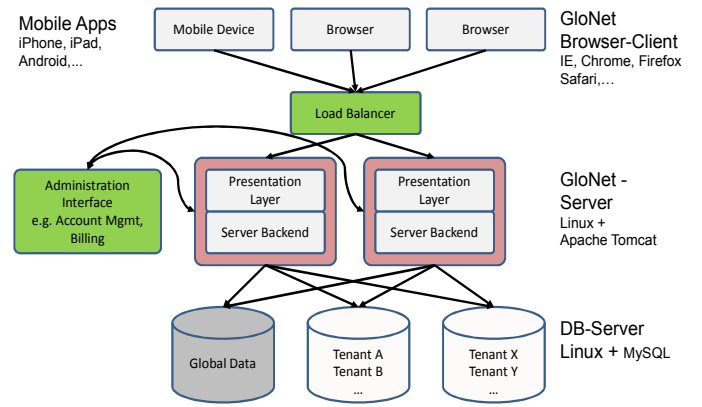 Mobile Apps
iPhone, iPad,
Android,...
Mobile Device
Browser
Browser
GloNet
Browser-Client
IE, Chrome, Firefox
Safari,...
Load Balancer
Administration
Interface
e.g. Account Mgmt,
Billing
Presentation
Layer
Server Backend
Presentation
Layer
Server Backend
GloNet -
Server
Linux +
Apache Tomcat
Global Data
Tenant A
Tenant B
...
Tenant X
Tenant Y
...
DB-Server
Linux + MySQL